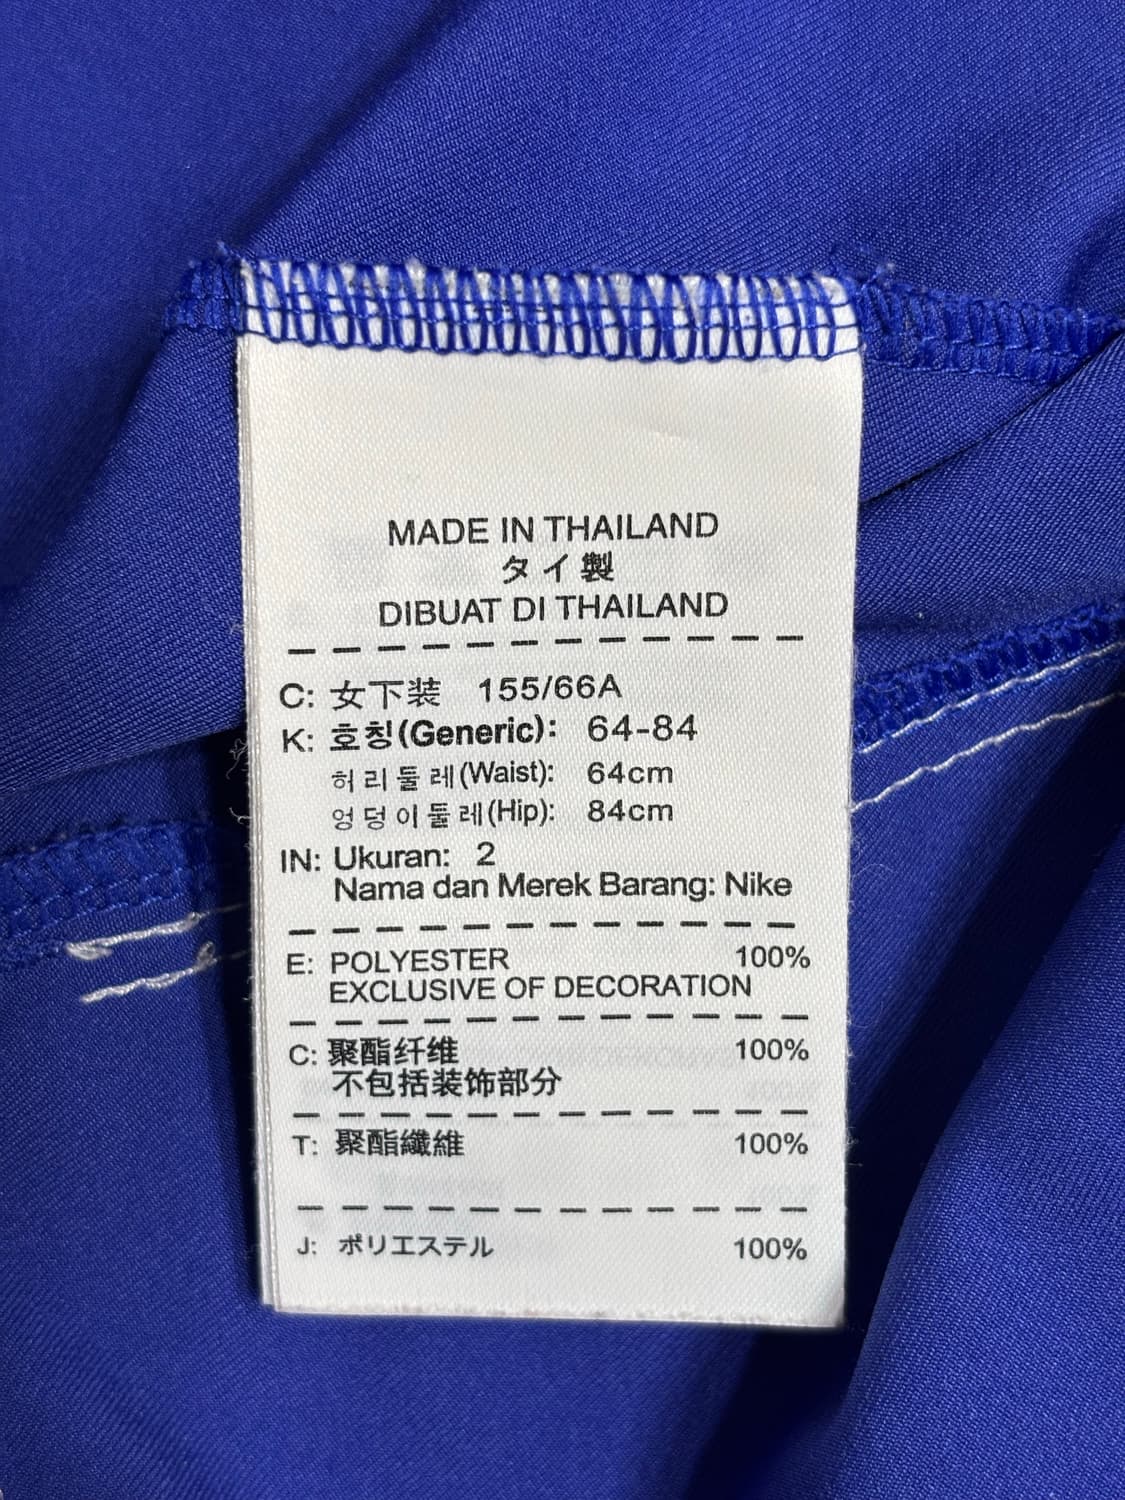 MADE IN THAILAND
タイ製
DIBUAT DI THAILAND
C: 女下装 155/66A
K: 호칭(Generic): 64-84
허리둘레(Waist): 64cm
엉덩이둘레(Hip): 84cm
IN: Ukuran: 2
Nama dan Merek Barang: Nike
E: POLYESTER 100%
EXCLUSIVE OF DECORATION
C: 聚酯纤维 100%
不包括装饰部分
T: 聚酯纖維 100%
J: ポリエステル 100%